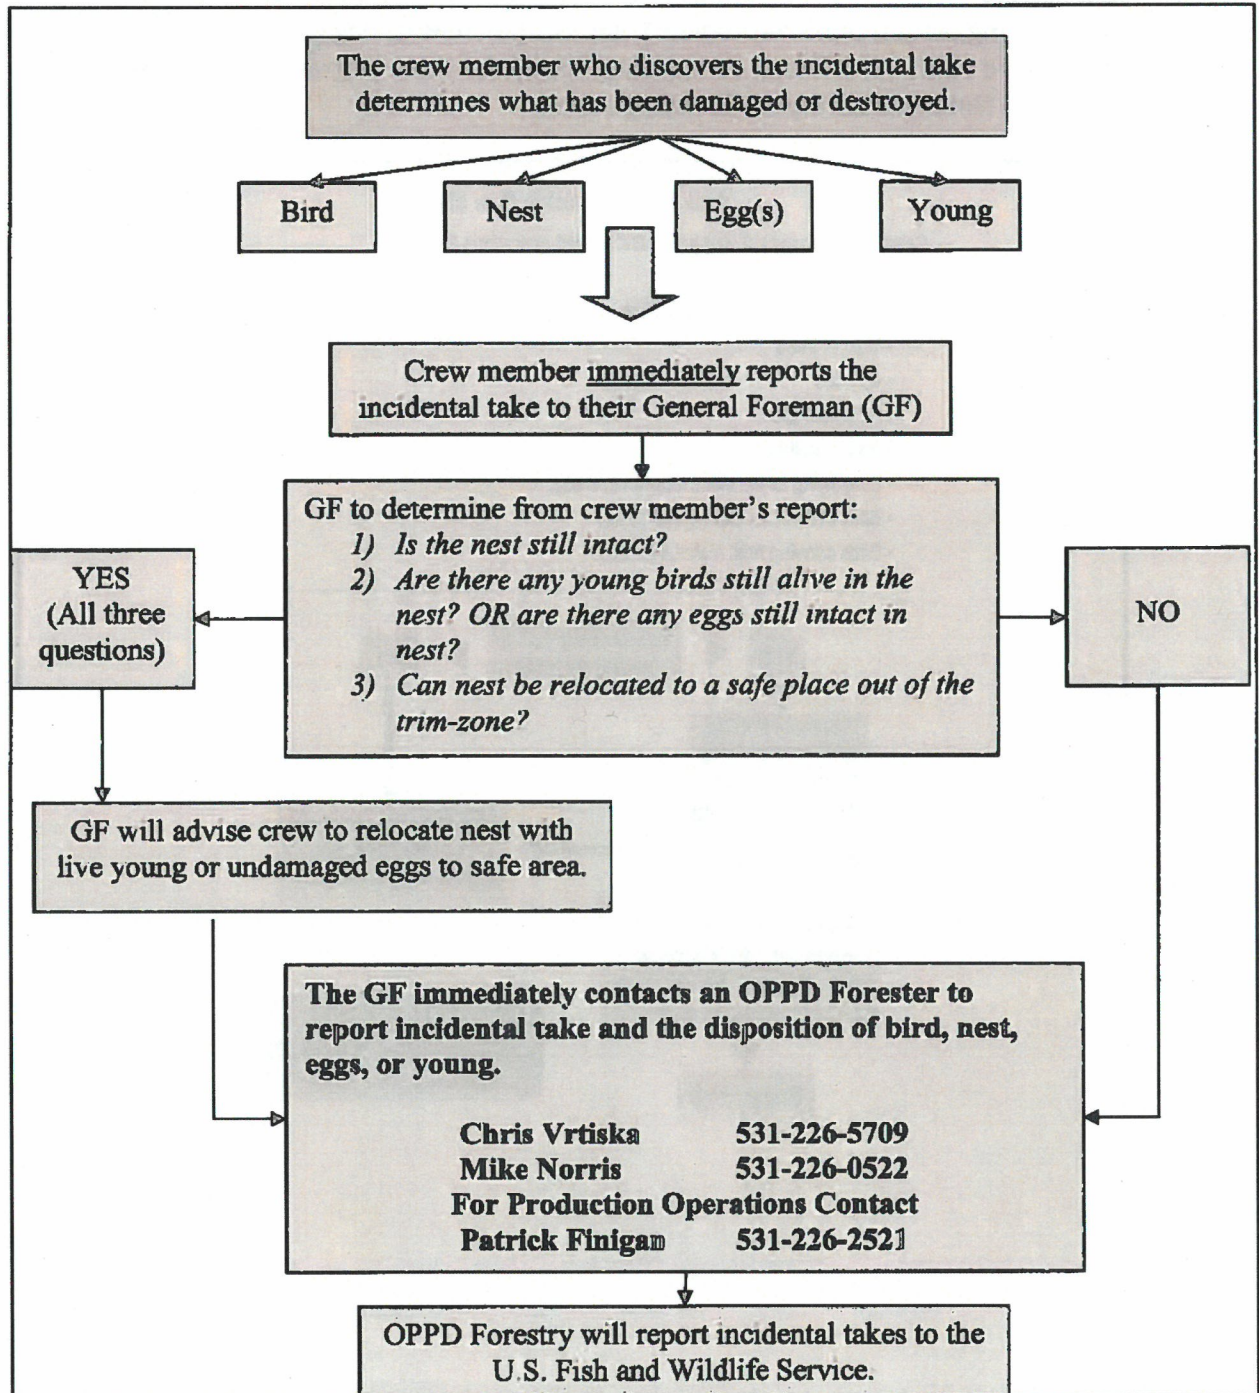 The crew member who discovers the incidental take
determines what has been damaged or destroyed.
Bird
Nest
Egg(s)
Young
Crew member immediately reports the
incidental take to their General Foreman (GF)
GF to determine from crew member's report:
1) Is the nest still intact?
2) Are there any young birds still alive in the
nest? OR are there any eggs still intact in
nest?
3) Can nest be relocated to a safe place out of the
trim-zone?
YES
(All three
questions)
NO
GF will advise crew to relocate nest with
live young or undamaged eggs to safe area.
The GF immediately contacts an OPPD Forester to
report incidental take and the disposition of bird, nest,
eggs, or young.
Chris Vrtiska 531-226-5709
Mike Norris 531-226-0522
For Production Operations Contact
Patrick Finigan 531-226-2521
OPPD Forestry will report incidental takes to the
U.S. Fish and Wildlife Service.